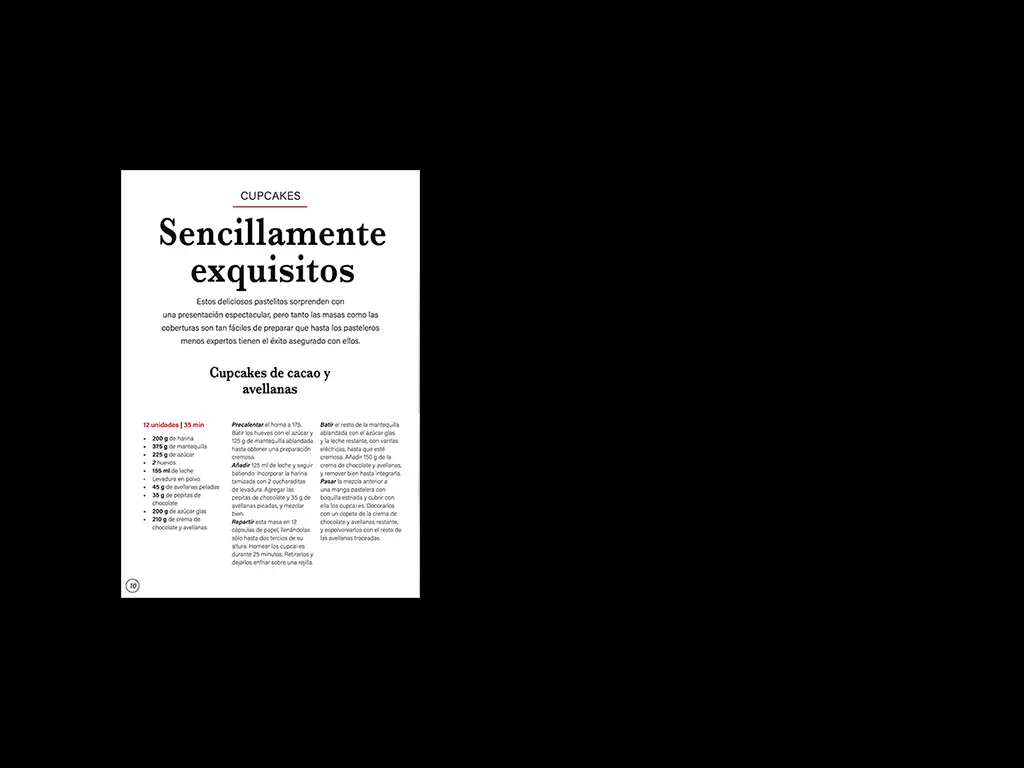 CUPCAKES
Sencillamente
exquisitos
Estos deliciosos pastelitos sorprenden con
una presentación espectacular, pero tanto las masas como las
coberturas son tan fáciles de preparar que hasta los pasteleros
menos expertos tienen el éxito asegurado con ellos.
Cupcakes de cacao y
avellanas
12 unidades | 35 min
• 200 g de harina
• 375 g de mantequilla
• 225 g de azúcar
• 2 huevos
• 155 ml de leche
• Levadura en polvo
• 45 g de avellanas peladas
• 35 g de pepitas de
chocolate
• 200 g de azúcar glas
• 210 g de crema de
chocolate y avellanas
Precalentar el horno a 175.
Batir los huevos con el azúcar y
125 g de mantequilla ablandada
hasta obtener una preparación
cremosa.
Añadir 125 ml de leche y seguir
batiendo. Incorporar la harina
tamizada con 2 cucharaditas
de levadura. Agregar las
pepitas de chocolate y 35 g de
avellanas picadas, y mezclar
bien.
Repartir esta masa en 12
cápsulas de papel, llenándolas
sólo hasta dos tercios de su
altura. Hornear los cupcakes
durante 25 minutos. Retirarlos y
dejarlos enfriar sobre una rejilla.
Batir el resto de la mantequilla
ablandada con el azúcar glas
y la leche restante, con varillas
eléctricas, hasta que esté
cremosa. Añadir 150 g de la
crema de chocolate y avellanas,
y remover bien hasta integrarla.
Pasar la mezcla anterior a
una manga pastelera con
boquilla estriada y cubrir con
ella los cupcakes. Decorarlos
con un copete de la crema de
chocolate y avellanas restante,
y espolvorearlos con el resto de
las avellanas troceadas.
10